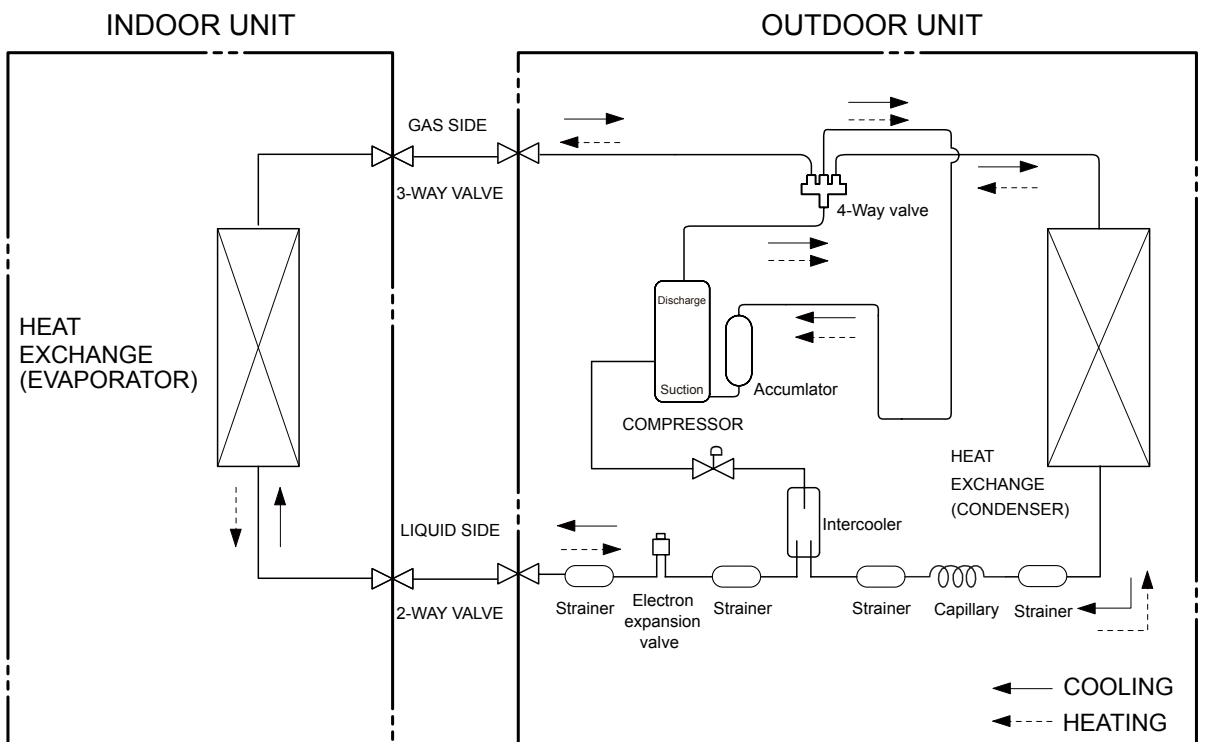 INDOOR UNIT
OUTDOOR UNIT
GAS SIDE
3-WAY VALVE
4-Way valve
Discharge
Suction
COMPRESSOR
Accumlator
HEAT
EXCHANGE
(EVAPORATOR)
HEAT
EXCHANGE
(CONDENSER)
Intercooler
LIQUID SIDE
2-WAY VALVE
Strainer
Electron
expansion
valve
Strainer
Strainer
Capillary
Strainer
COOLING
HEATING